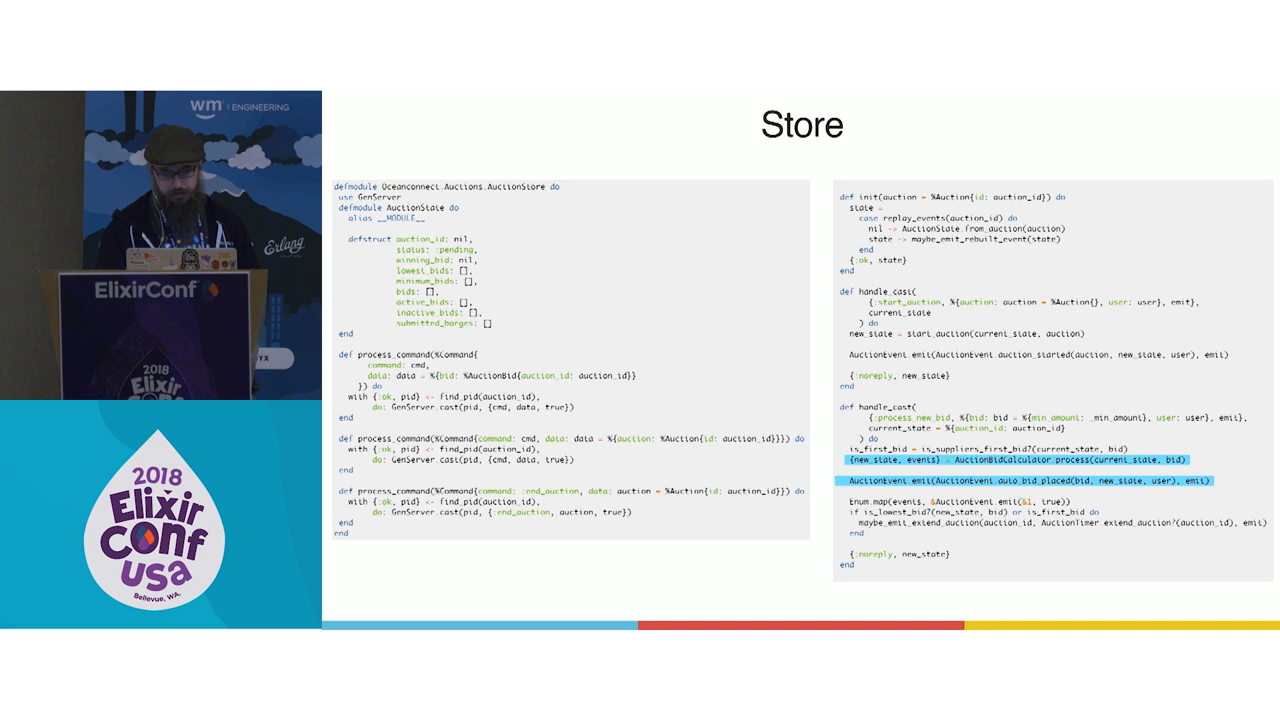 wm | ENGINEERING
Erlang
ElixirConf
2018
Elixir
YX
2018
Elixir
Conf
USA
Bellevue, WA.
Store
defmodule Oceanconnect.Auctions.AuctionStore do
use GenServer
defmodule AuctionState do
alias __MODULE__
defstruct auction_id: nil,
status: :pending,
winning_bid: nil,
lowest_bids: [],
minimum_bids: [],
bids: [],
active_bids: [],
inactive_bids: [],
submitted_barges: []
end
def process_command(%Command{
command: cmd,
data: data = %{bid: %AuctionBid{auction_id: auction_id}}
}) do
with {:ok, pid} <- find_pid(auction_id),
do: GenServer.cast(pid, {cmd, data, true})
end
def process_command(%Command{command: cmd, data: data = %{auction: %Auction{id: auction_id}}}) do
with {:ok, pid} <- find_pid(auction_id),
do: GenServer.cast(pid, {cmd, data, true})
end
def process_command(%Command{command: :end_auction, data: auction = %Auction{id: auction_id}}) do
with {:ok, pid} <- find_pid(auction_id),
do: GenServer.cast(pid, {:end_auction, auction, true})
end
end
def init(auction = %Auction{id: auction_id}) do
state =
case replay_events(auction_id) do
nil -> AuctionState.from_auction(auction)
state -> maybe_emit_rebuilt_event(state)
end
{:ok, state}
end
def handle_cast(
{:start_auction, %{auction: auction = %Auction{}, user: user}, emit},
current_state
) do
new_state = start_auction(current_state, auction)
AuctionEvent.emit(AuctionEvent.auction_started(auction, new_state, user), emit)
{:noreply, new_state}
end
def handle_cast(
{:process_new_bid, %{bid: bid = %{min_amount: _min_amount}, user: user}, emit},
current_state = %{auction_id: auction_id}
) do
is_first_bid = is_suppliers_first_bid?(current_state, bid)
{new_state, events} = AuctionBidCalculator.process(current_state, bid)
AuctionEvent.emit(AuctionEvent.auto_bid_placed(bid, new_state, user), emit)
Enum.map(events, &AuctionEvent.emit(&1, true))
if is_lowest_bid?(new_state, bid) or is_first_bid do
maybe_emit_extend_auction(auction_id, AuctionTimer.extend_auction?(auction_id), emit)
end
{:noreply, new_state}
end